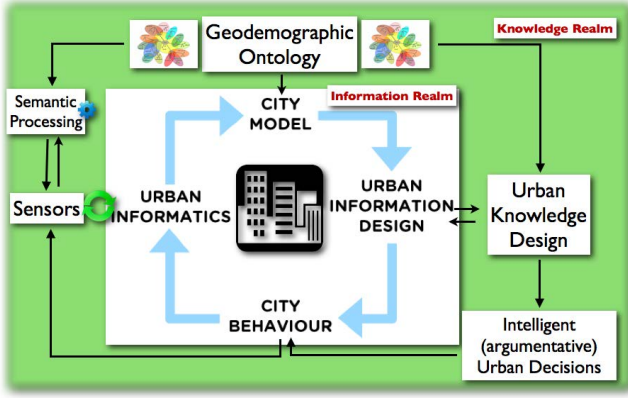 Knowledge Realm
Geodemographic
Ontology
Semantic
Processing
Information Realm
CITY
MODEL
Sensors
URBAN
INFORMATICS
URBAN
INFORMATION
DESIGN
Urban
Knowledge
Design
CITY
BEHAVIOUR
Intelligent
(argumentative)
Urban Decisions